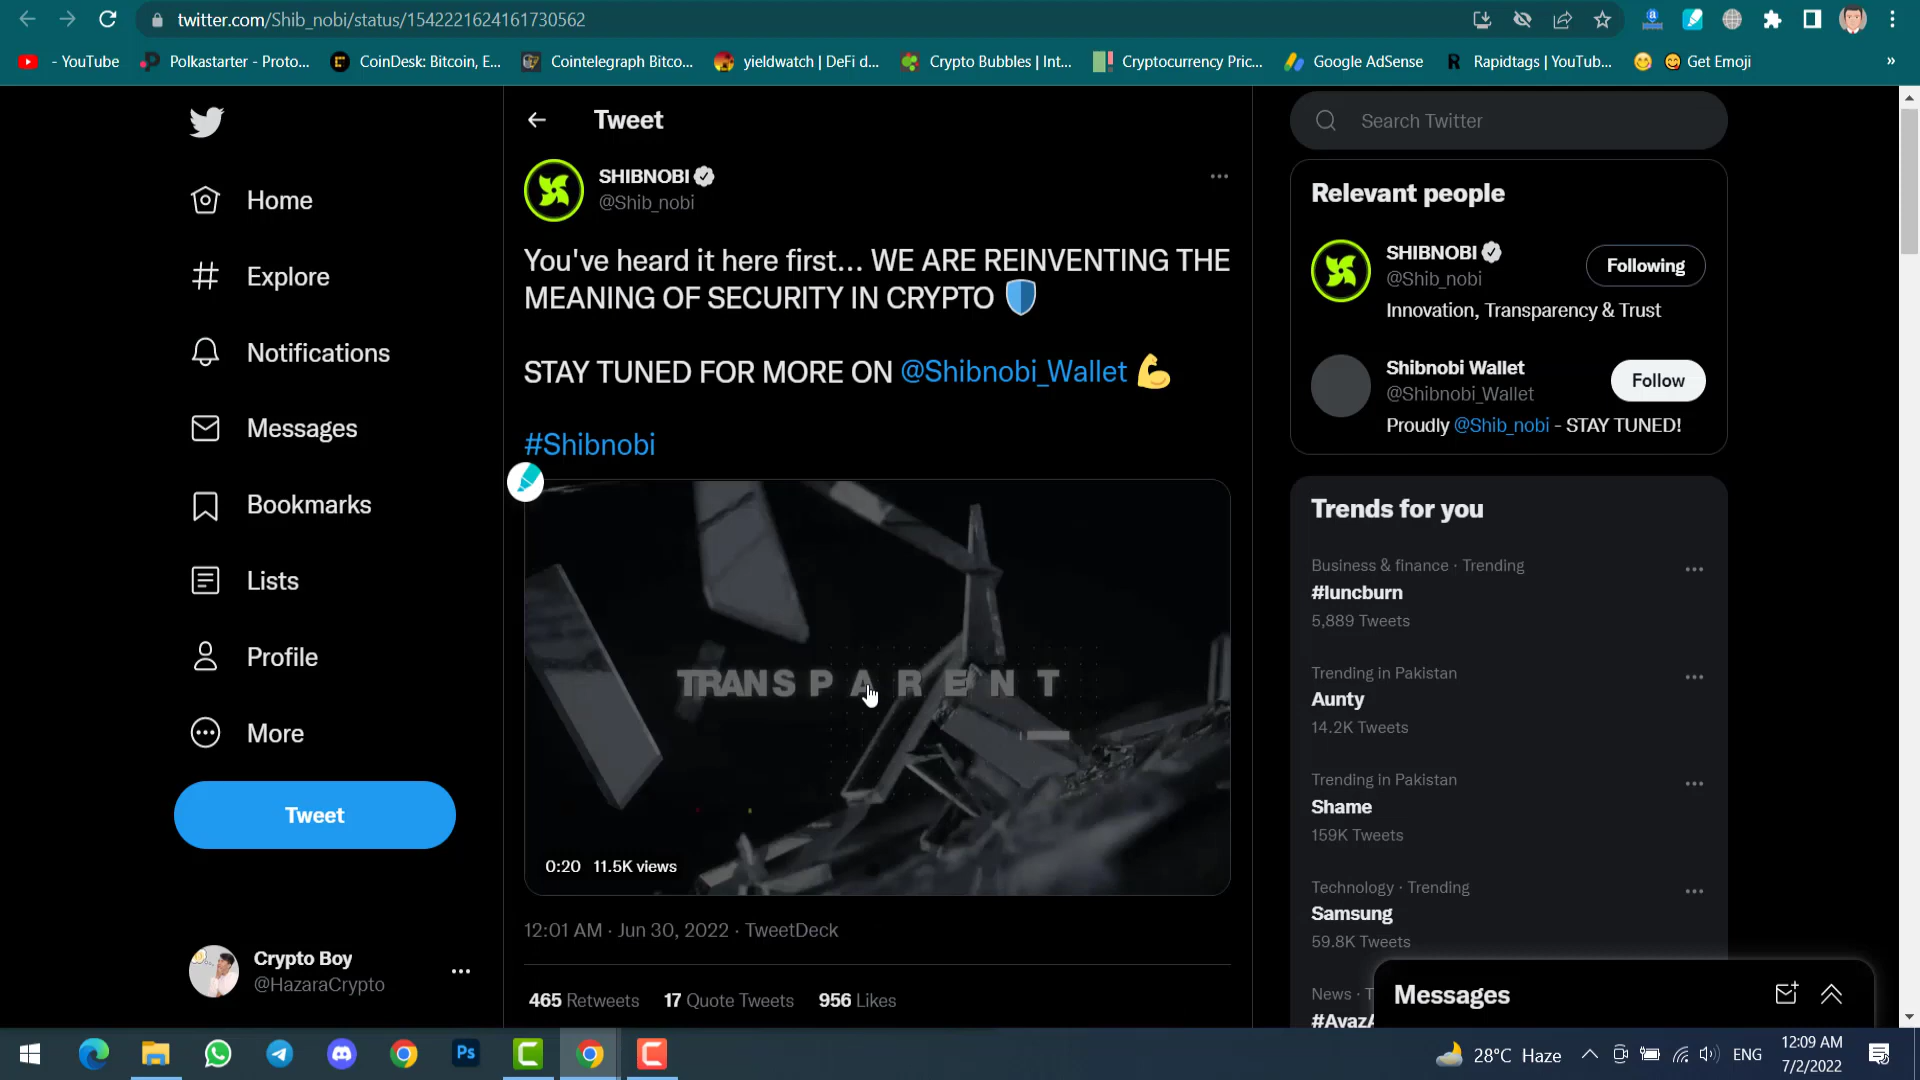 twitter.com/Shib_nobi/status/1542221624161730562
- YouTube
Polkastarter - Proto...
CoinDesk: Bitcoin, E...
Cointelegraph Bitco...
yieldwatch | DeFi d...
Crypto Bubbles | Int...
Cryptocurrency Pric...
Google AdSense
Rapidtags | YouTub...
Get Emoji
»
Home
Explore
Notifications
Messages
Bookmarks
Lists
Profile
More
Tweet
Crypto Boy
@HazaraCrypto
Tweet
SHIBNOBI
@Shib_nobi
You've heard it here first... WE ARE REINVENTING THE
MEANING OF SECURITY IN CRYPTO 🛡️
STAY TUNED FOR MORE ON @Shibnobi_Wallet 💪
#Shibnobi
TRANSPARENT
0:20 11.5K views
12:01 AM · Jun 30, 2022 · TweetDeck
465 Retweets 17 Quote Tweets 956 Likes
Search Twitter
Relevant people
SHIBNOBI
@Shib_nobi
Following
Innovation, Transparency & Trust
Shibnobi Wallet
@Shibnobi_Wallet
Follow
Proudly @Shib_nobi - STAY TUNED!
Trends for you
Business & finance · Trending
#luncburn
5,889 Tweets
Trending in Pakistan
Aunty
14.2K Tweets
Trending in Pakistan
Shame
159K Tweets
Technology · Trending
Samsung
59.8K Tweets
News · T
Messages
Ps
28°C Haze
ENG
12:09 AM
7/2/2022